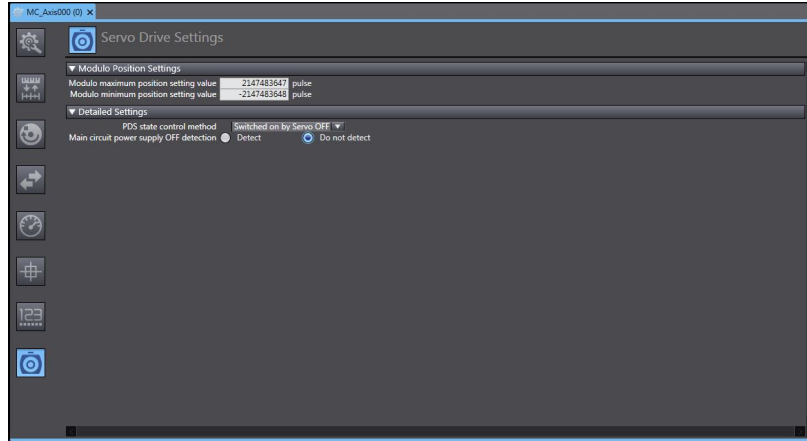 MC_Axis000 (0) ×
Servo Drive Settings
▼ Modulo Position Settings
Modulo maximum position setting value 2147483647 pulse
Modulo minimum position setting value -2147483648 pulse
▼ Detailed Settings
PDS state control method Switched on by Servo OFF ▼
Main circuit power supply OFF detection Detect Do not detect
123